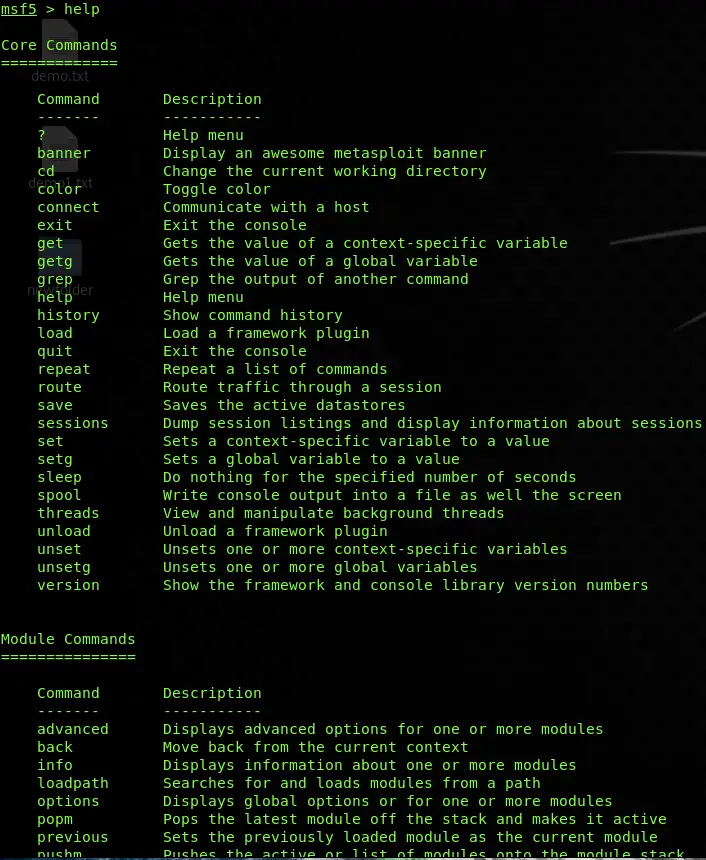 msf5 > help
Core Commands
=============
Command Description
------- -----------
? Help menu
banner Display an awesome metasploit banner
cd Change the current working directory
color Toggle color
connect Communicate with a host
exit Exit the console
get Gets the value of a context-specific variable
getg Gets the value of a global variable
grep Grep the output of another command
help Help menu
history Show command history
load Load a framework plugin
quit Exit the console
repeat Repeat a list of commands
route Route traffic through a session
save Saves the active datastores
sessions Dump session listings and display information about sessions
set Sets a context-specific variable to a value
setg Sets a global variable to a value
sleep Do nothing for the specified number of seconds
spool Write console output into a file as well the screen
threads View and manipulate background threads
unload Unload a framework plugin
unset Unsets one or more context-specific variables
unsetg Unsets one or more global variables
version Show the framework and console library version numbers
Module Commands
===============
Command Description
------- -----------
advanced Displays advanced options for one or more modules
back Move back from the current context
info Displays information about one or more modules
loadpath Searches for and loads modules from a path
options Displays global options or for one or more modules
popm Pops the latest module off the stack and makes it active
previous Sets the previously loaded module as the current module
pushm Pushes the active or list of modules onto the module stack
demo.txt
demo1.txt
newfolder